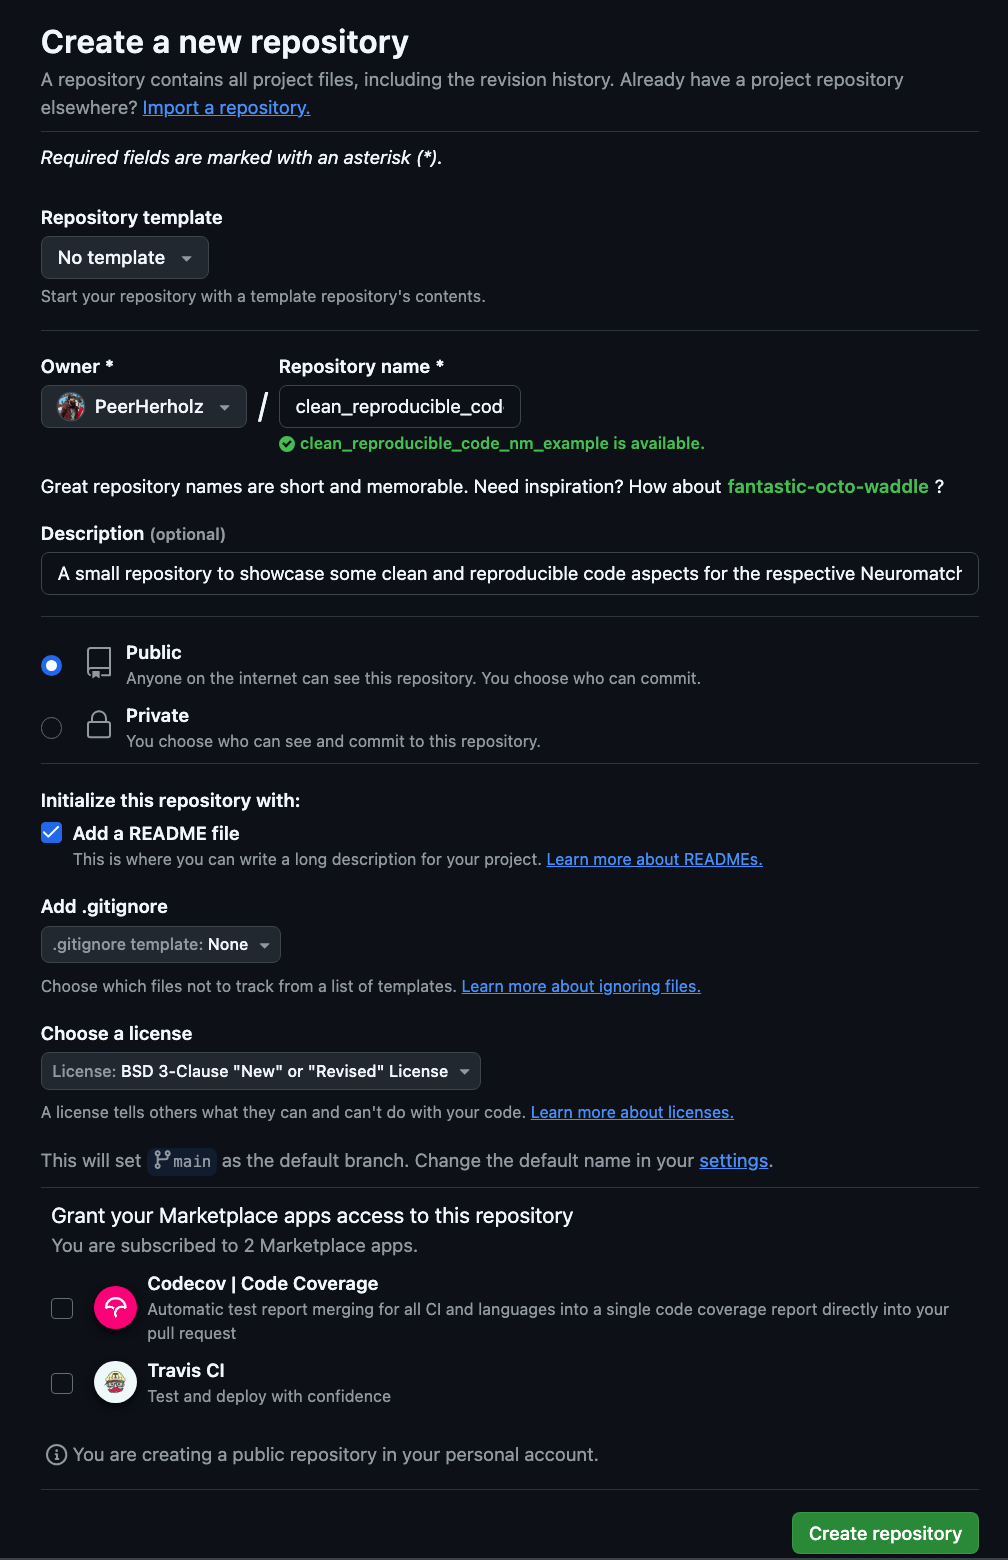 Create a new repository
A repository contains all project files, including the revision history. Already have a project repository
elsewhere? Import a repository.
Required fields are marked with an asterisk (*).
Repository template
No template
Start your repository with a template repository's contents.
Owner * Repository name *
PeerHerholz / clean_reproducible_cod
clean_reproducible_code_nm_example is available.
Great repository names are short and memorable. Need inspiration? How about fantastic-octo-waddle ?
Description (optional)
A small repository to showcase some clean and reproducible code aspects for the respective Neuromatch
Public
Anyone on the internet can see this repository. You choose who can commit.
Private
You choose who can see and commit to this repository.
Initialize this repository with:
Add a README file
This is where you can write a long description for your project. Learn more about READMEs.
Add .gitignore
.gitignore template: None
Choose which files not to track from a list of templates. Learn more about ignoring files.
Choose a license
License: BSD 3-Clause "New" or "Revised" License
A license tells others what they can and can't do with your code. Learn more about licenses.
This will set main as the default branch. Change the default name in your settings.
Grant your Marketplace apps access to this repository
You are subscribed to 2 Marketplace apps.
Codecov | Code Coverage
Automatic test report merging for all CI and languages into a single code coverage report directly into your
pull request
Travis CI
Test and deploy with confidence
You are creating a public repository in your personal account.
Create repository